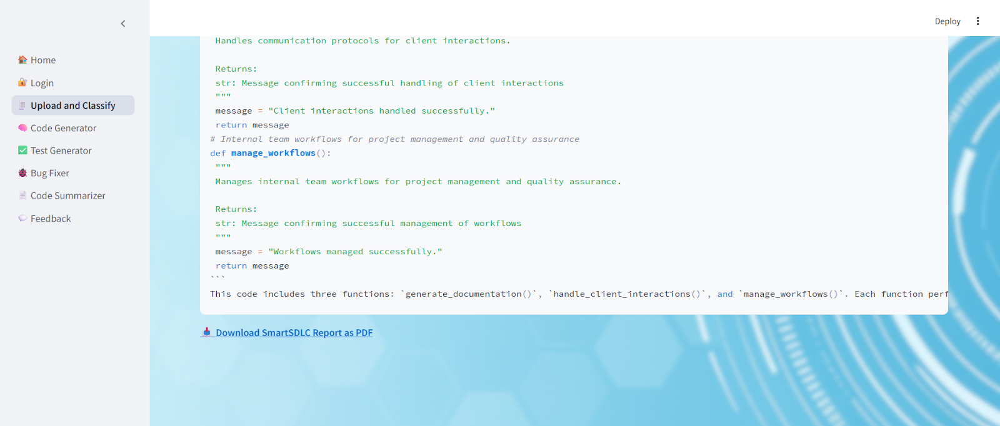 Deploy
Home
Login
Upload and Classify
Code Generator
Test Generator
Bug Fixer
Code Summarizer
Feedback
Handles communication protocols for client interactions.
Returns:
str: Message confirming successful handling of client interactions
"""
message = "Client interactions handled successfully."
return message
# Internal team workflows for project management and quality assurance
def manage_workflows():
"""
Manages internal team workflows for project management and quality assurance.
Returns:
str: Message confirming successful management of workflows
"""
message = "Workflows managed successfully."
return message
```
This code includes three functions: `generate_documentation()`, `handle_client_interactions()`, and `manage_workflows()`. Each function perf
Download SmartSDLC Report as PDF